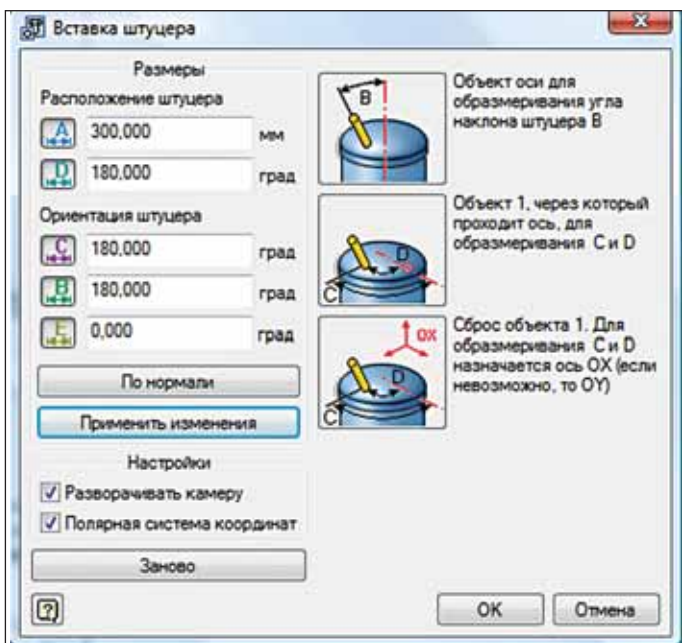 Вставка штуцера
Размеры
Расположение штуцера
A 300,000 мм
D 180,000 град
Ориентация штуцера
C 180,000 град
B 180,000 град
E 0,000 град
По нормали
Применить изменения
Настройки
Разворачивать камеру
Полярная система координат
Заново
B
Объект оси для
образмеривания угла
наклона штуцера B
D
C
Объект 1, через который
проходит ось, для
образмеривания C и D
OX
D
C
Сброс объекта 1. Для
образмеривания C и D
назначается ось OX (если
невозможно, то OY)
?
OK
Отмена